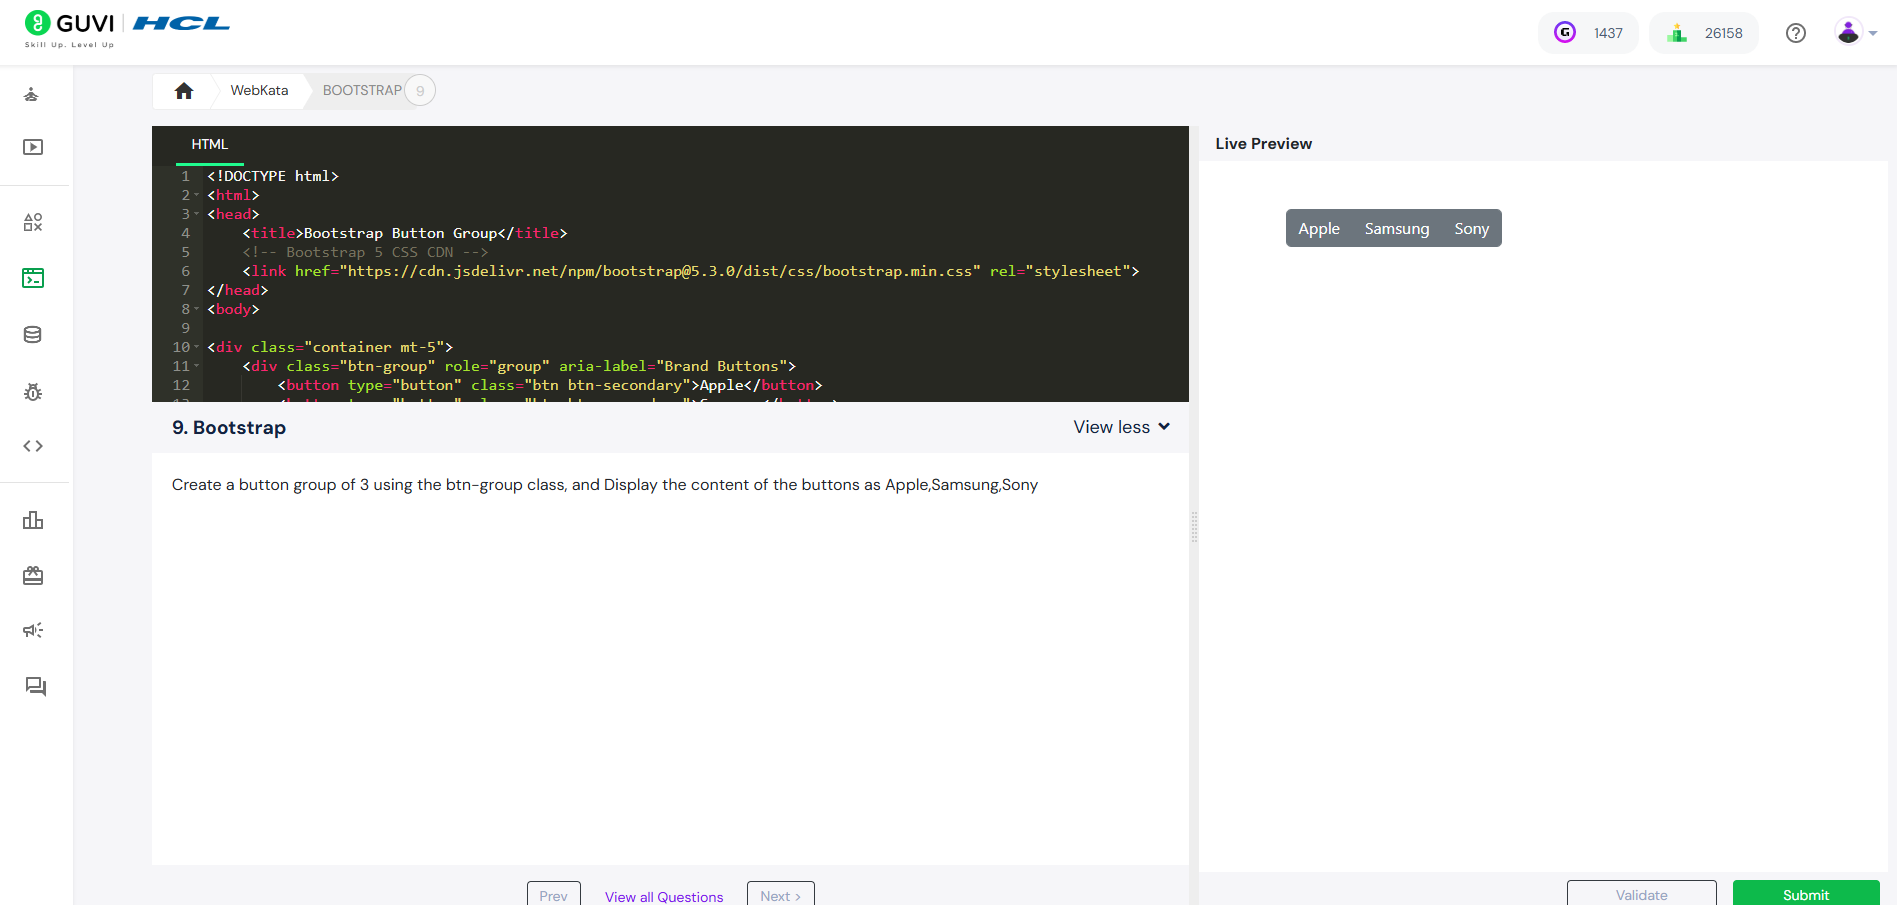 GUVI HCL
Skill Up. Level Up
1437
26158
WebKata
BOOTSTRAP 9
HTML
1 <!DOCTYPE html>
2 <html>
3 <head>
4 <title>Bootstrap Button Group</title>
5 <!-- Bootstrap 5 CSS CDN -->
6 <link href="https://cdn.jsdelivr.net/npm/bootstrap@5.3.0/dist/css/bootstrap.min.css" rel="stylesheet">
7 </head>
8 <body>
9
10 <div class="container mt-5">
11 <div class="btn-group" role="group" aria-label="Brand Buttons">
12 <button type="button" class="btn btn-secondary">Apple</button>
9. Bootstrap
View less
Create a button group of 3 using the btn-group class, and Display the content of the buttons as Apple,Samsung,Sony
Prev
View all Questions
Next >
Live Preview
Apple Samsung Sony
Validate
Submit